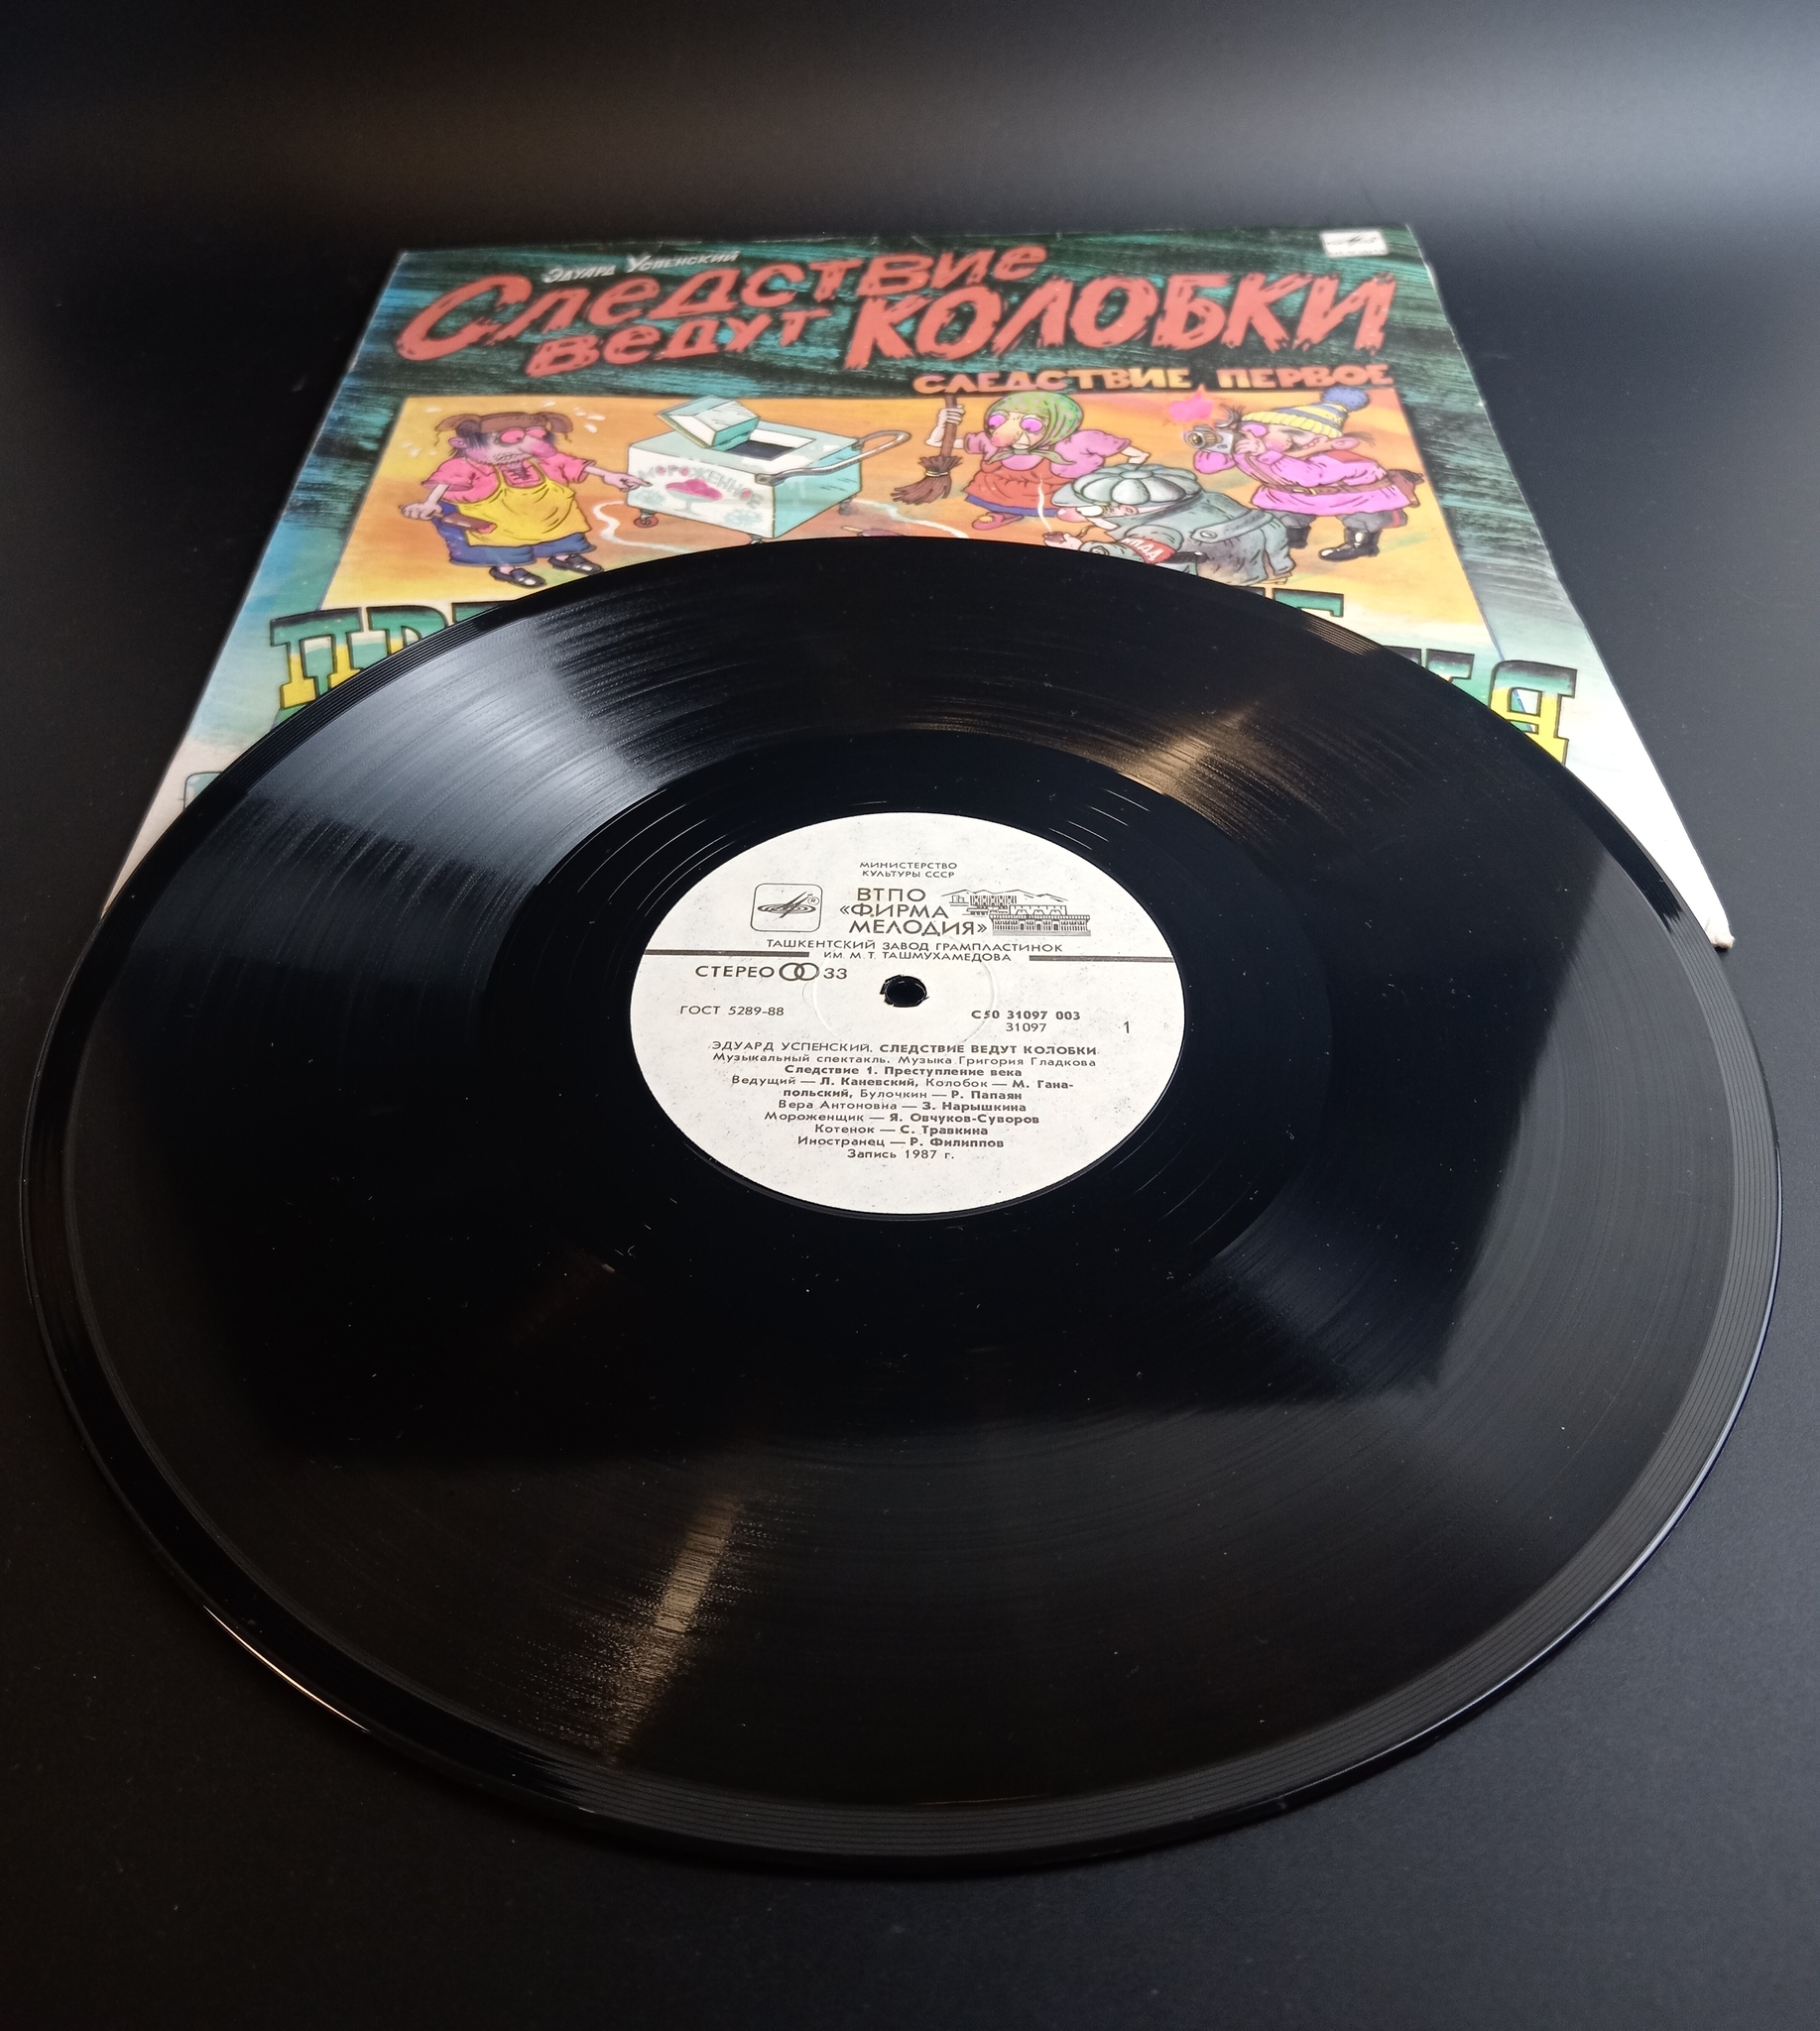 Эдуард Успенский
Следствие
ведут КОЛОБКИ
СЛЕДСТВИЕ ПЕРВОЕ
МОРОЖЕННОЕ
МИНИСТЕРСТВО
КУЛЬТУРЫ СССР
ВТПО
«ФИРМА
МЕЛОДИЯ»
ТАШКЕНТСКИЙ ЗАВОД ГРАМПЛАСТИНОК
ИМ. М. Т. ТАШМУХАМЕДОВА
СТЕРЕО 33
ГОСТ 5289-88
С50 31097 003
31097
1
ЭДУАРД УСПЕНСКИЙ. СЛЕДСТВИЕ ВЕДУТ КОЛОБКИ
Музыкальный спектакль. Музыка Григория Гладкова
Следствие 1. Преступление века
Ведущий — Л. Каневский, Колобок — М. Гана-
польский, Булочкин — Р. Папаян
Вера Антоновна — З. Нарышкина
Мороженщик — Я. Овчуков-Суворов
Котенок — С. Травкина
Иностранец — Р. Филиппов
Запись 1987 г.